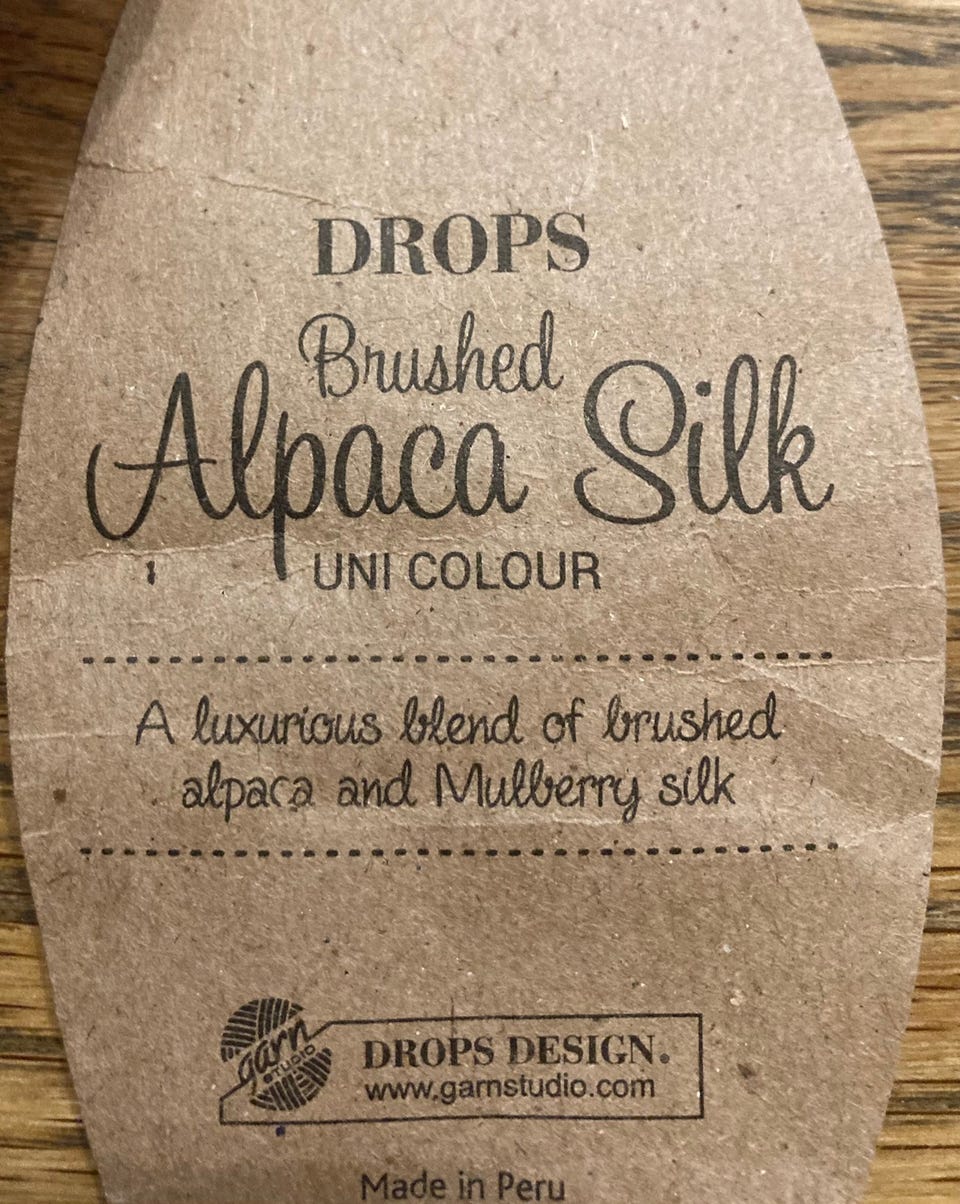 DROPS
Brushed
Alpaca Silk
UNI COLOUR
A luxurious blend of brushed
alpaca and Mulberry silk
garn
STUDIO
DROPS DESIGN.
www.garnstudio.com
Made in Peru